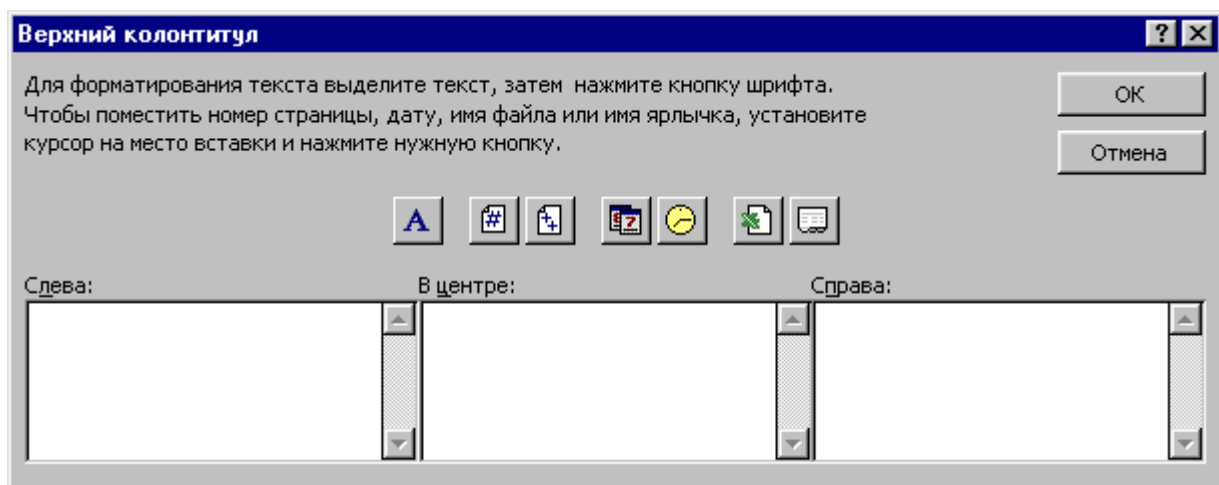 Верхний колонтитул
Для форматирования текста выделите текст, затем нажмите кнопку шрифта.
Чтобы поместить номер страницы, дату, имя файла или имя ярлычка, установите
курсор на место вставки и нажмите нужную кнопку.
ОК
Отмена
Слева:
В центре:
Справа: